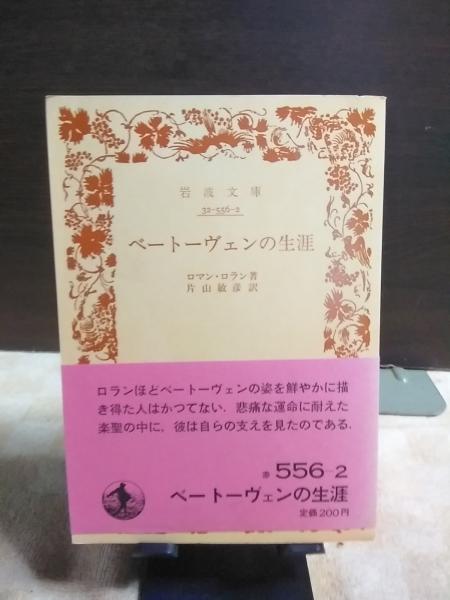 岩波文庫
32-556-2
ベートーヴェンの生涯
ロマン・ロラン著
片山敏彦訳
ロランほどベートーヴェンの姿を鮮やかに描
き得た人はかつてない．悲痛な運命に耐えた
楽聖の中に，彼は自らの支えを見たのである．
赤 556-2
ベートーヴェンの生涯
定価200円